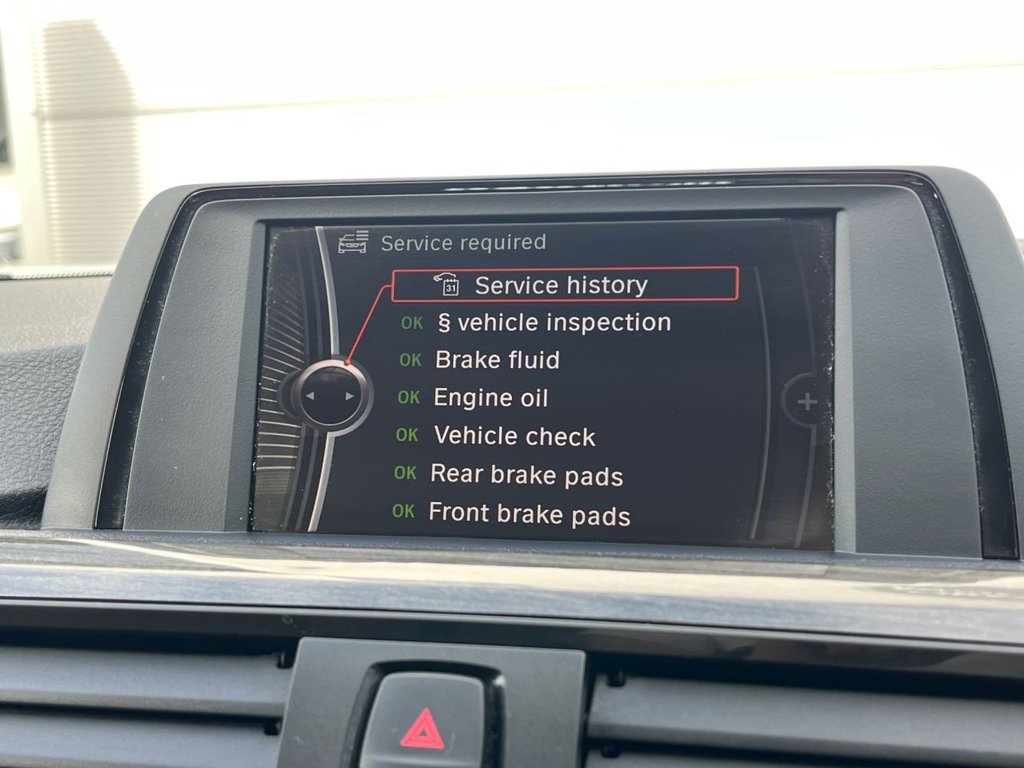 Service required
31 Service history
OK § vehicle inspection
OK Brake fluid
OK Engine oil
OK Vehicle check
OK Rear brake pads
OK Front brake pads